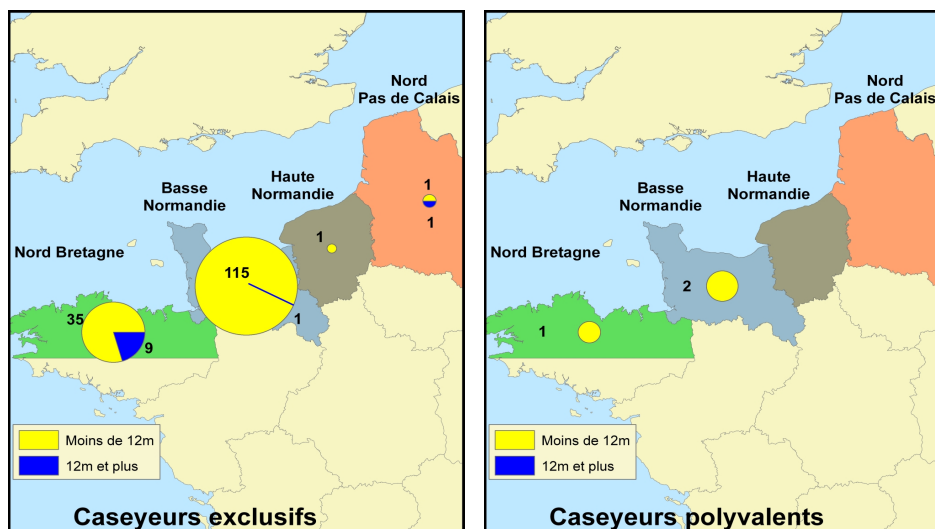 Nord
Pas de Calais
1
1
Haute
Normandie
1
Basse
Normandie
115
1
Nord Bretagne
35
9
Moins de 12m
12m et plus
Caseyeurs exclusifs
Nord
Pas de Calais
Haute
Normandie
Basse
Normandie
2
Nord Bretagne
1
Moins de 12m
12m et plus
Caseyeurs polyvalents